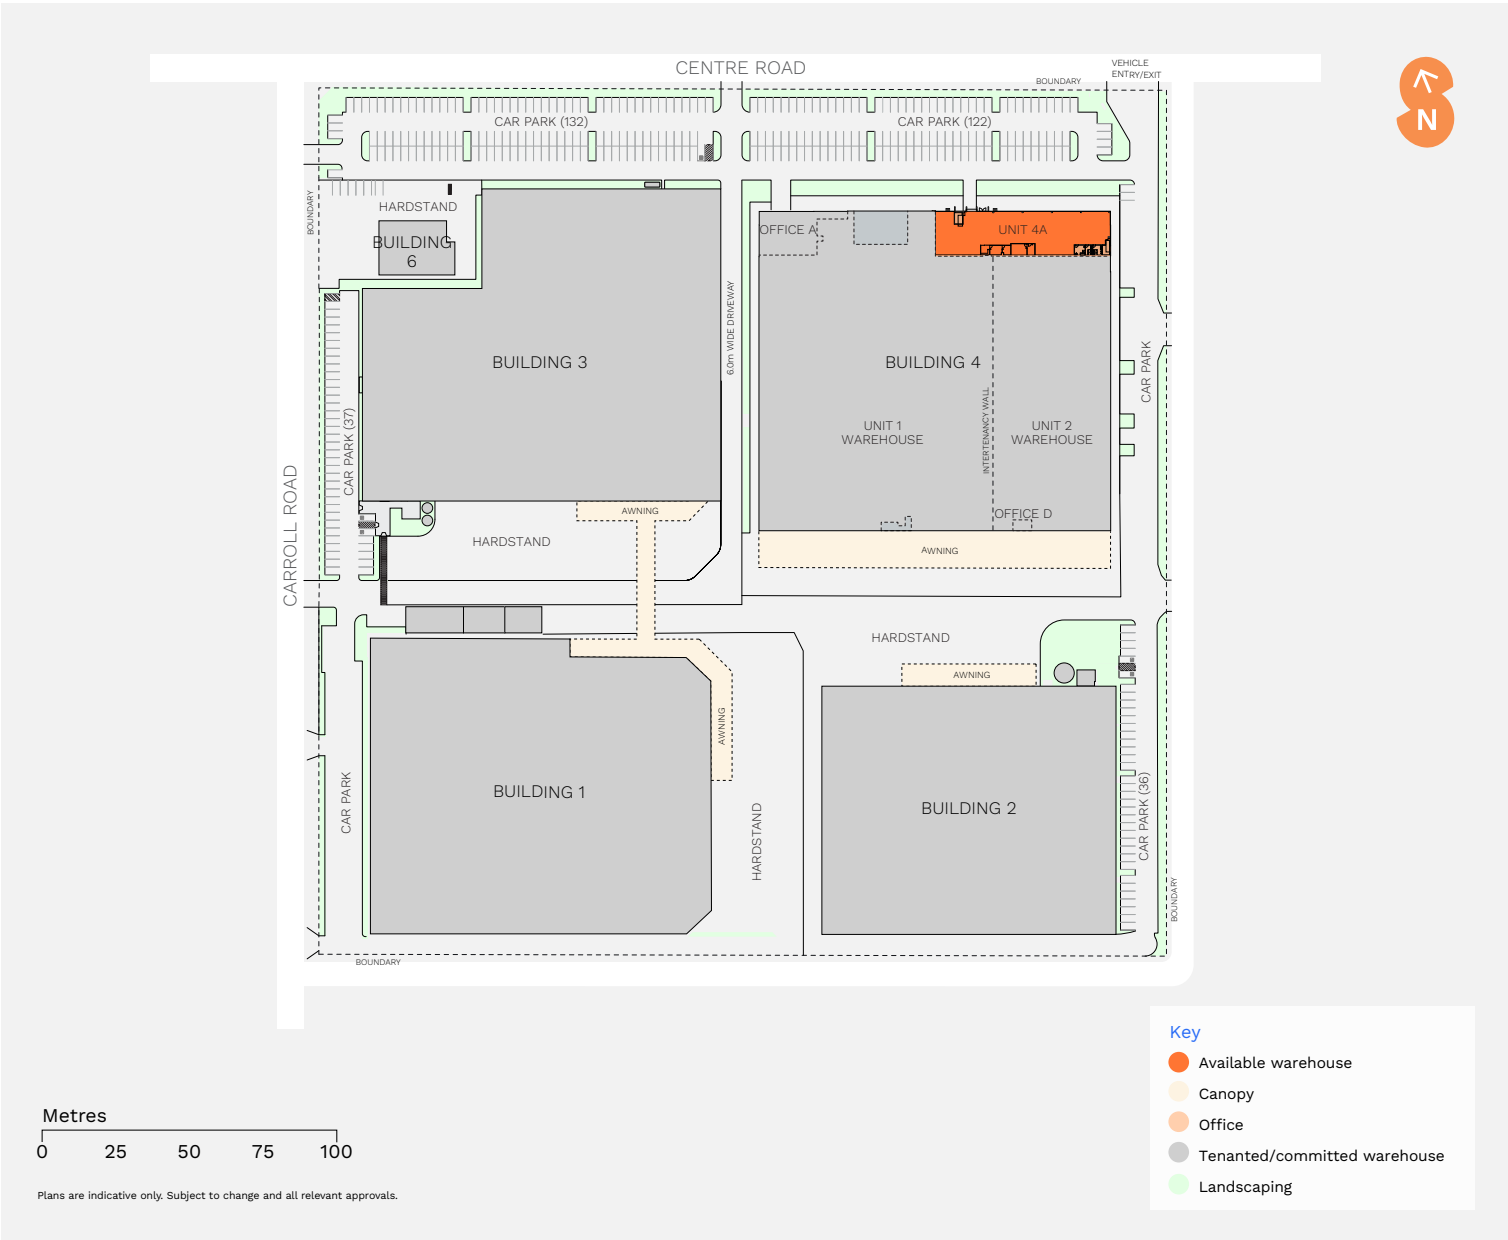 CENTRE ROAD
VEHICLE
ENTRY/EXIT
BOUNDARY
N
CAR PARK (132)
CAR PARK (122)
BOUNDARY
HARDSTAND
BUILDING
6
OFFICE A
UNIT 4A
6.0m WIDE DRIVEWAY
BUILDING 3
BUILDING 4
CAR PARK
CAR PARK (37)
UNIT 1
WAREHOUSE
INTERTENANCY WALL
UNIT 2
WAREHOUSE
CARROLL ROAD
AWNING
OFFICE D
HARDSTAND
AWNING
HARDSTAND
AWNING
AWNING
BUILDING 1
BUILDING 2
CAR PARK
HARDSTAND
CAR PARK (36)
BOUNDARY
BOUNDARY
Key
Available warehouse
Canopy
Office
Tenanted/committed warehouse
Landscaping
Metres
0 25 50 75 100
Plans are indicative only. Subject to change and all relevant approvals.